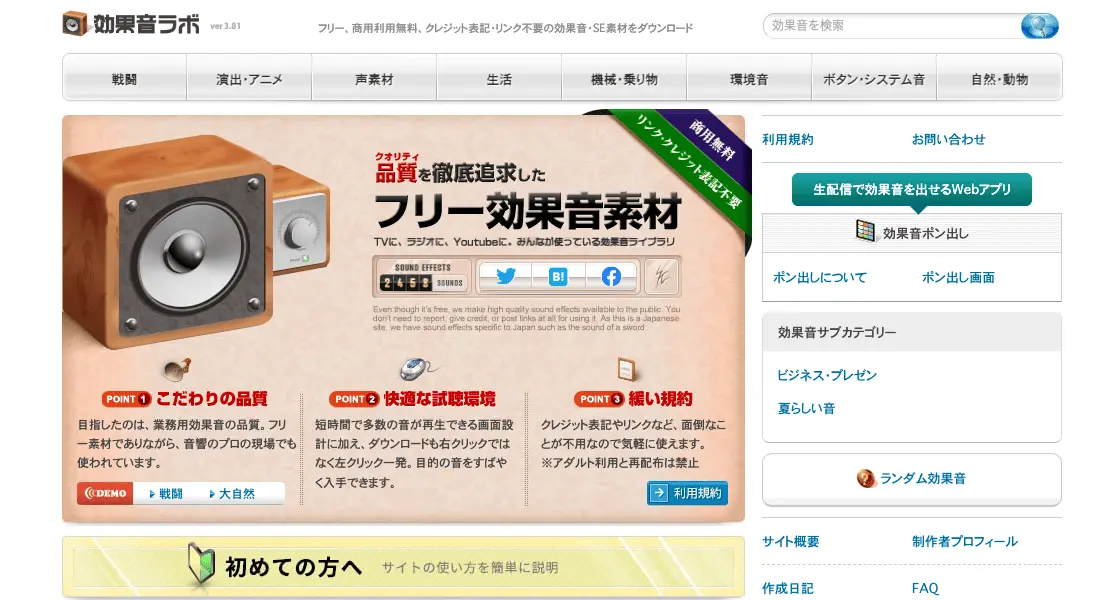 効果音ラボ ver 3.81
フリー、商用利用無料、クレジット表記・リンク不要の効果音・SE素材をダウンロード
効果音を検索
戦闘
演出・アニメ
声素材
生活
機械・乗り物
環境音
ボタン・システム音
自然・動物
商用無料
リンク・クレジット表記不要
クオリティ
品質を徹底追求した
フリー効果音素材
TVに、ラジオに、Youtubeに。みんなが使っている効果音ライブラリ
SOUND EFFECTS
2458 SOUNDS
B!
Even though it's free, we make high quality sound effects available to the public. You
don't need to report, give credit, or post links at all for using it. As this is a Japanese
site, we have sound effects specific to Japan such as the sound of a sword
POINT 1 こだわりの品質
目指したのは、業務用効果音の品質。フリ
ー素材でありながら、音響のプロの現場でも
使われています。
DEMO 戦闘 大自然
POINT 2 快適な試聴環境
短時間で多数の音が再生できる画面設
計に加え、ダウンロードも右クリックでは
なく左クリック一発。目的の音をすばや
く入手できます。
POINT 3 緩い規約
クレジット表記やリンクなど、面倒なこ
とが不用なので気軽に使えます。
※アダルト利用と再配布は禁止
利用規約
初めての方へ サイトの使い方を簡単に説明
利用規約 お問い合わせ
生配信で効果音を出せるWebアプリ
効果音ポン出し
ポン出しについて ポン出し画面
効果音サブカテゴリー
ビジネス・プレゼン
夏らしい音
ランダム効果音
サイト概要 制作者プロフィール
作成日記 FAQ